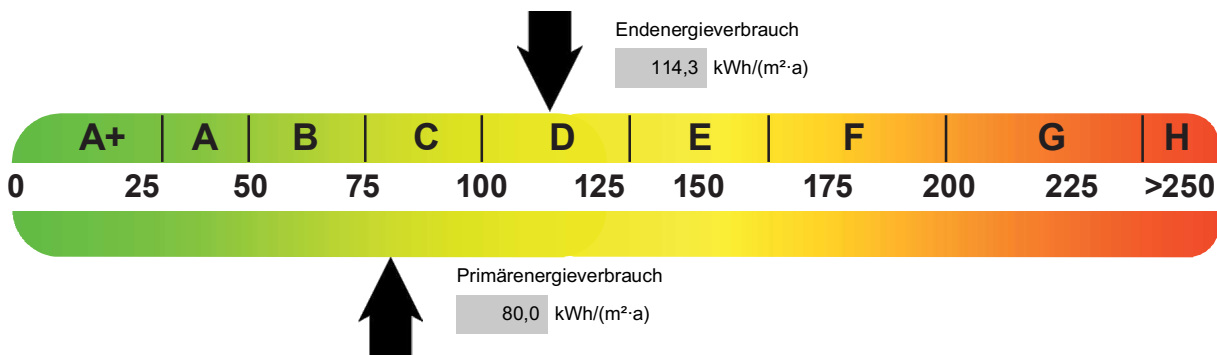 Endenergieverbrauch
114,3 kWh/(m²·a)
A+ A B C D E F G H
0 25 50 75 100 125 150 175 200 225 >250
Primärenergieverbrauch
80,0 kWh/(m²·a)